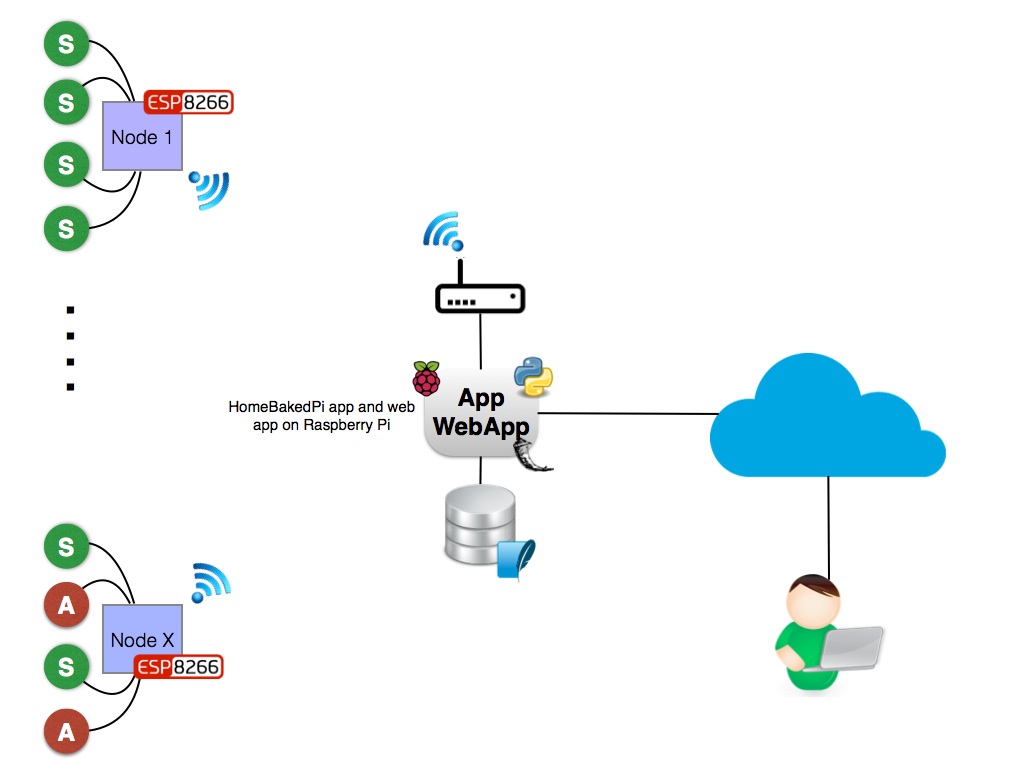 S
S
S
S
ESP8266
Node 1
HomeBakedPi app and web
app on Raspberry Pi
App
WebApp
S
A
S
A
Node X
ESP8266